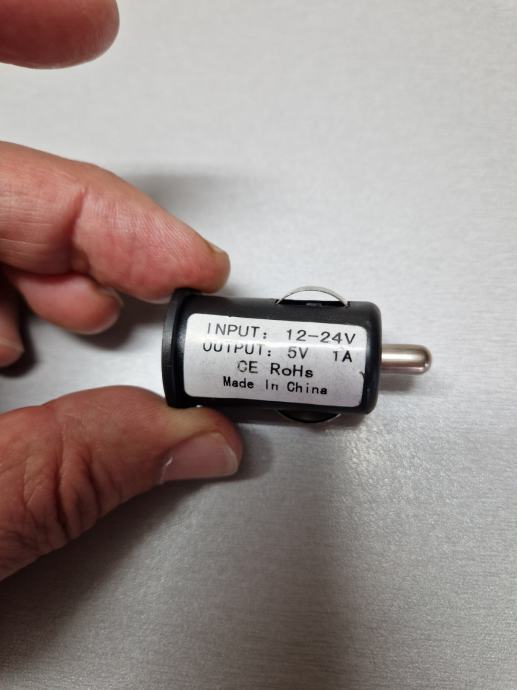 INPUT: 12-24V
OUTPUT: 5V 1A
CE RoHs
Made In China